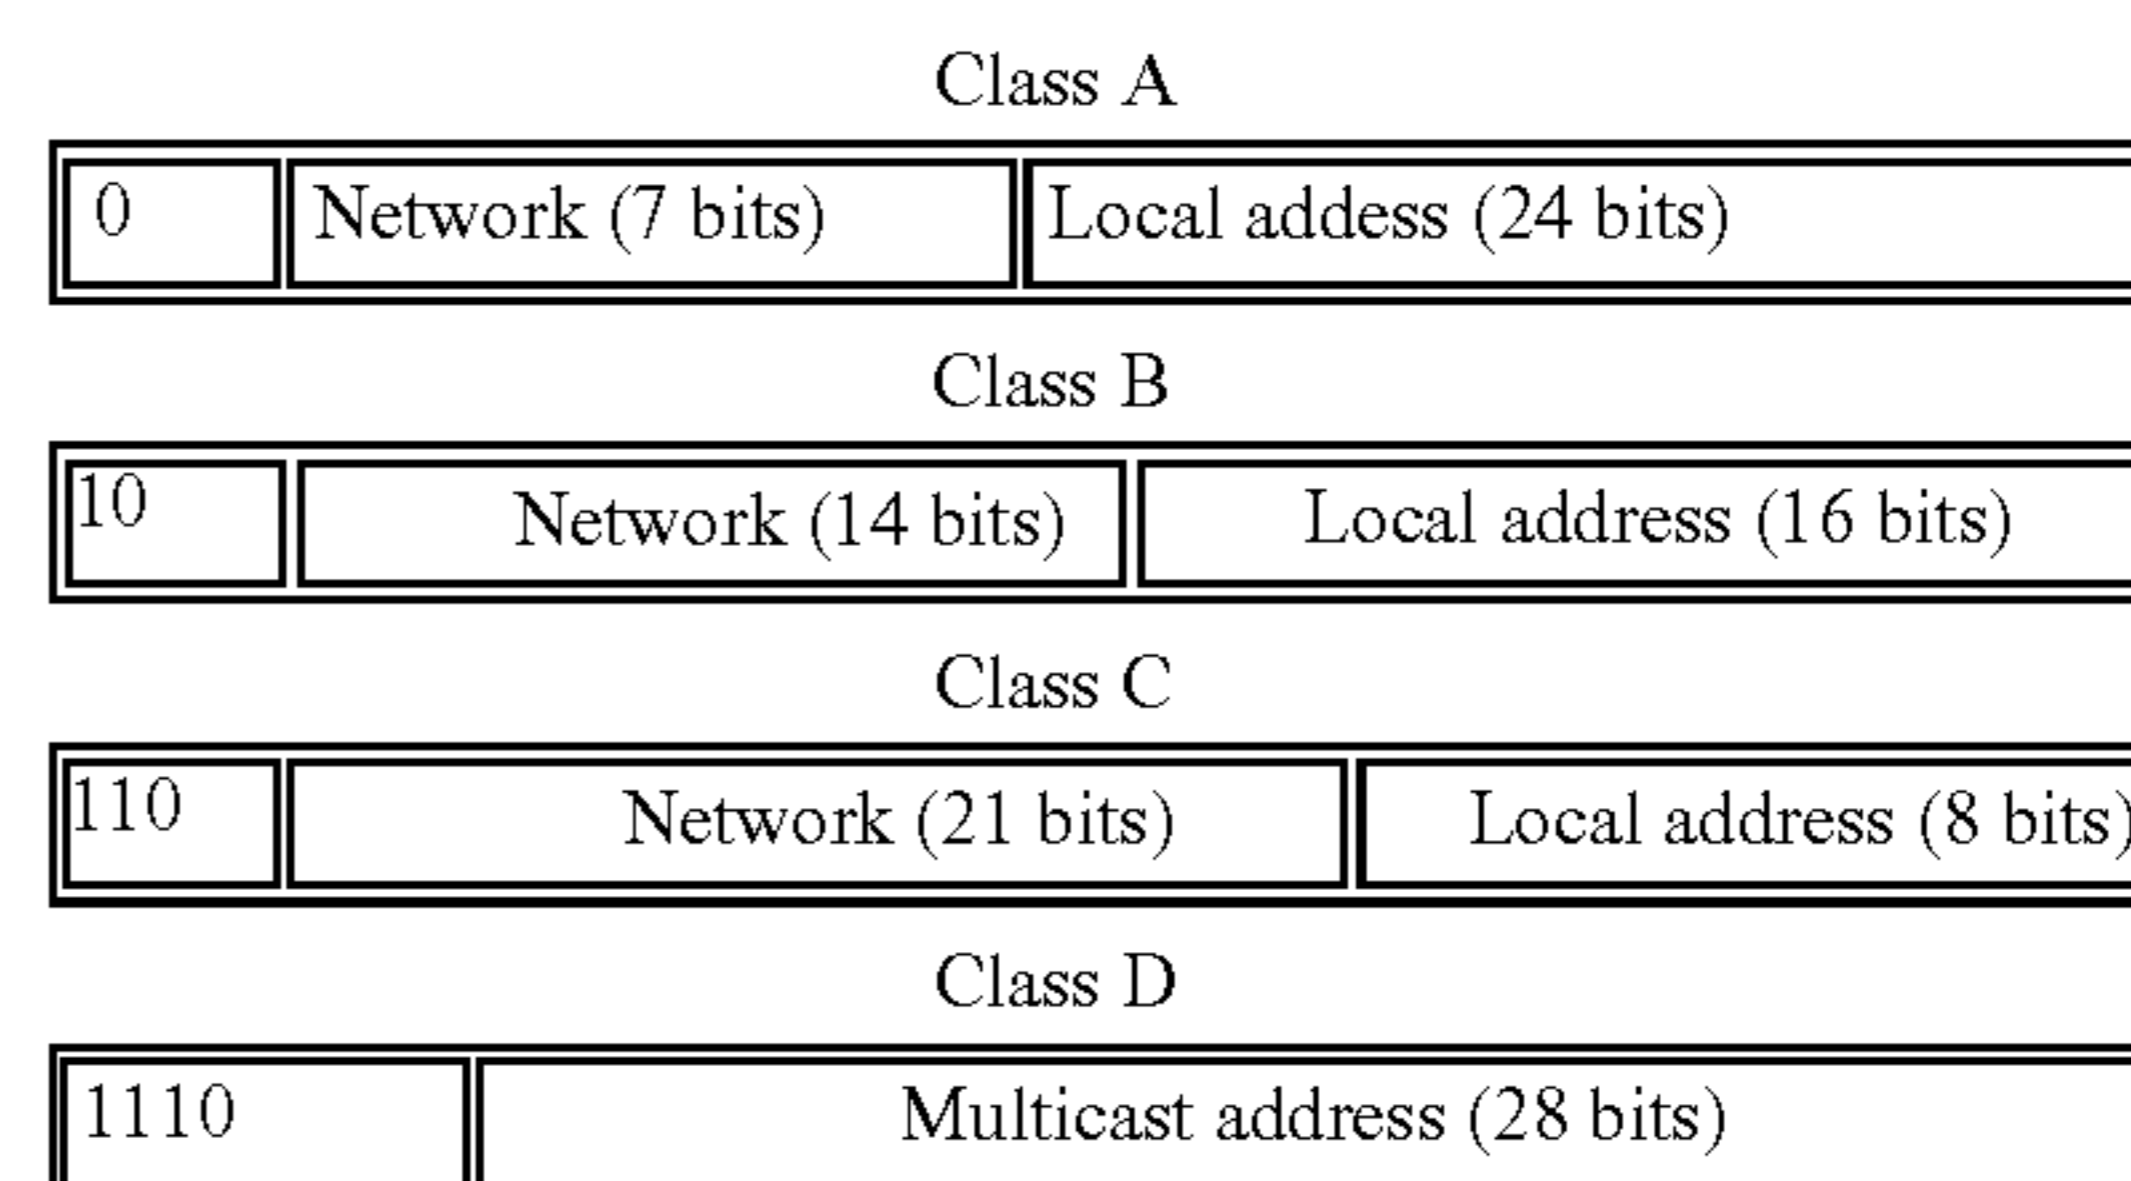 Class A
0 Network (7 bits) Local addess (24 bits)
Class B
10 Network (14 bits) Local address (16 bits)
Class C
110 Network (21 bits) Local address (8 bits)
Class D
1110 Multicast address (28 bits)